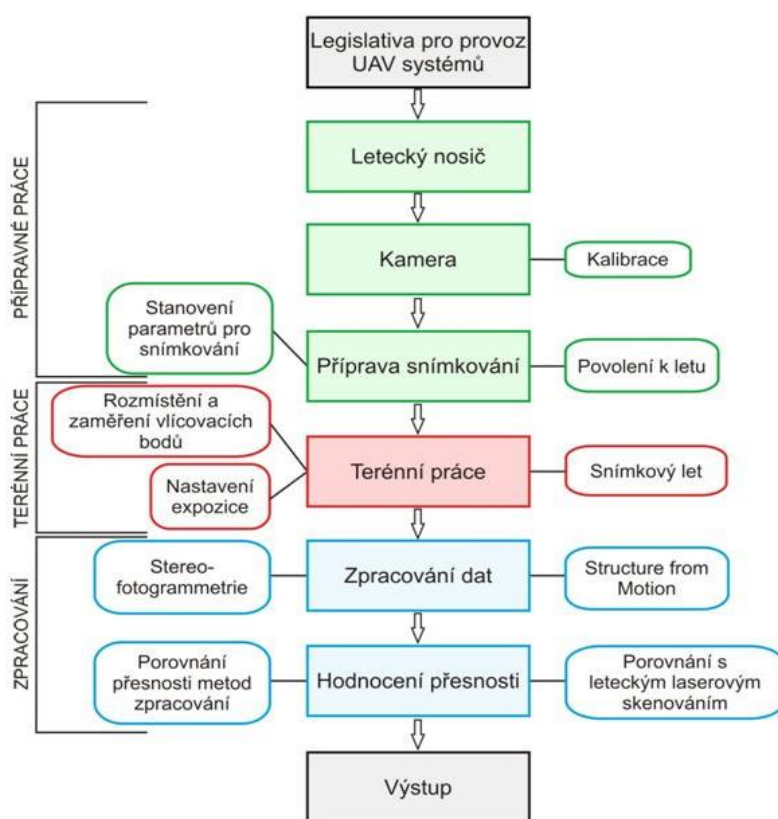 Legislativa pro provoz
UAV systémů
PŘÍPRAVNÉ PRÁCE
Letecký nosič
Kamera
Kalibrace
Stanovení
parametrů pro
snímkování
Příprava snímkování
Povolení k letu
TERÉNNÍ PRÁCE
Rozmístění a
zaměření vlícovacích
bodů
Nastavení
expozice
Terénní práce
Snímkový let
ZPRACOVÁNÍ
Stereo-
fotogrammetrie
Zpracování dat
Structure from
Motion
Porovnání
přesnosti metod
zpracování
Hodnocení přesnosti
Porovnání s
leteckým laserovým
skenováním
Výstup